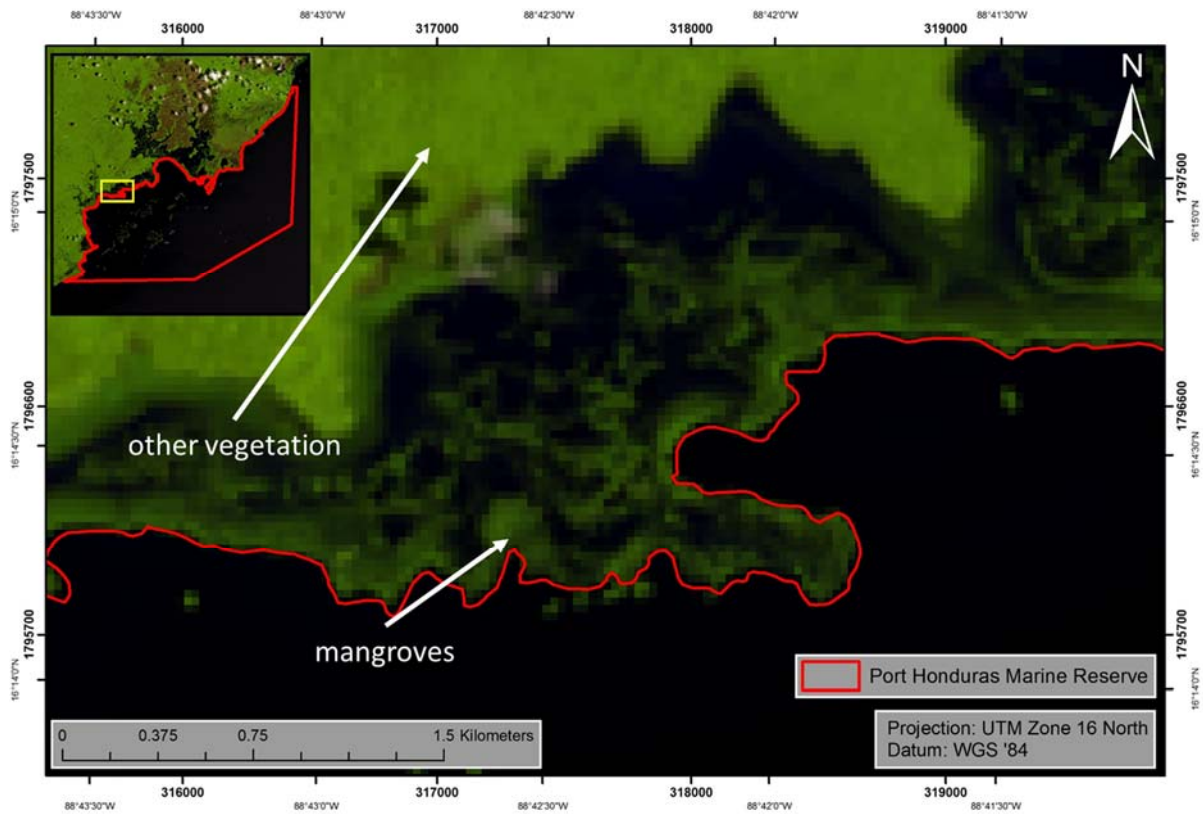 88°43'30"W 88°43'0"W 88°42'30"W 88°42'0"W 88°41'30"W
316000 317000 318000 319000
N
1797500 1797500
16°15'0"N 16°15'0"N
1796600 1796600
other vegetation
16°14'30"N 16°14'30"N
1795700 1795700
mangroves
16°14'0"N 16°14'0"N
Port Honduras Marine Reserve
Projection: UTM Zone 16 North
Datum: WGS '84
0 0.375 0.75 1.5 Kilometers
316000 317000 318000 319000
88°43'30"W 88°43'0"W 88°42'30"W 88°42'0"W 88°41'30"W